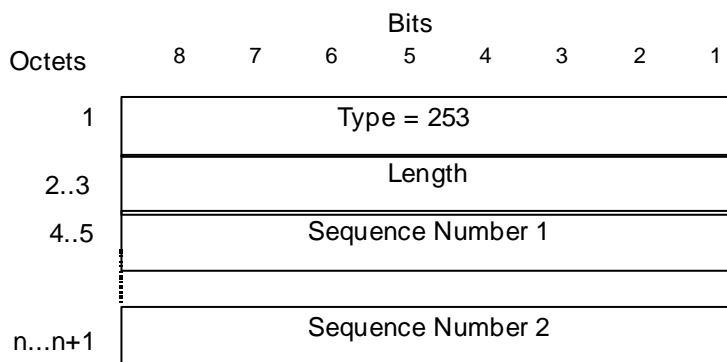 Bits
Octets 8 7 6 5 4 3 2 1
1 Type = 253
2..3 Length
4..5 Sequence Number 1
n...n+1 Sequence Number 2